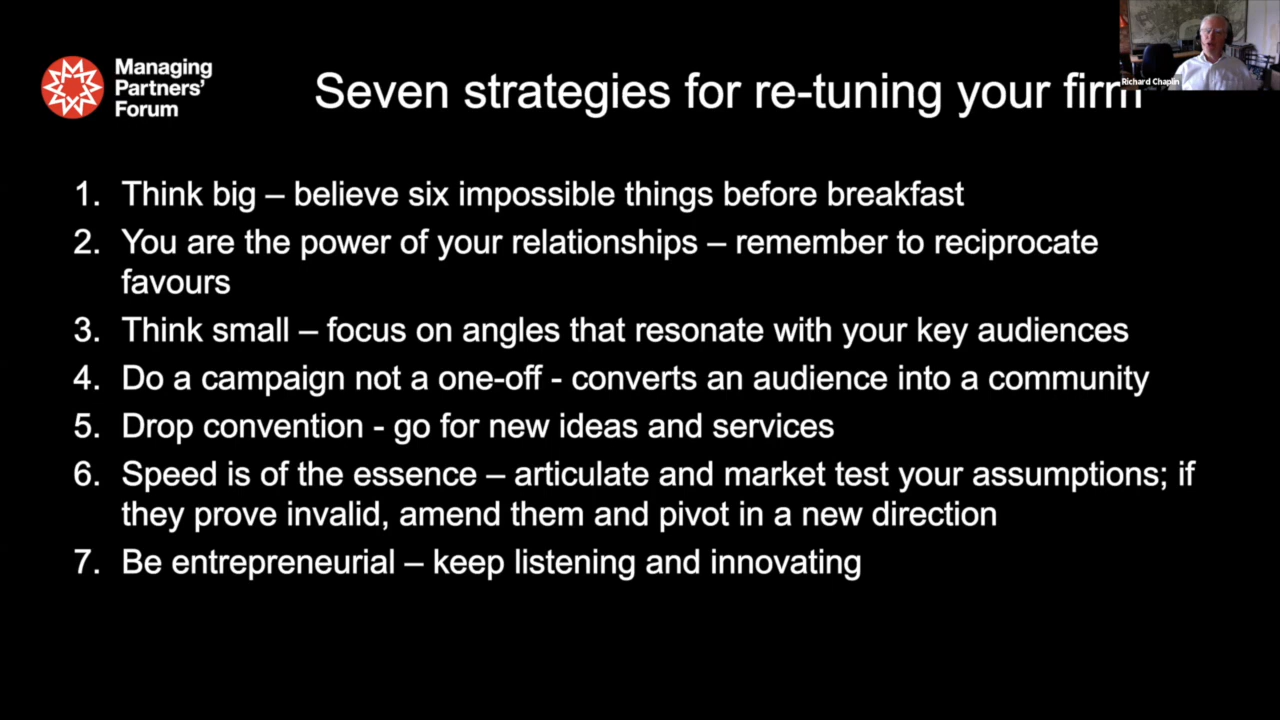 Managing
Partners'
Forum
Seven strategies for re-tuning your firm
Richard Chaplin
1. Think big – believe six impossible things before breakfast
2. You are the power of your relationships – remember to reciprocate
favours
3. Think small – focus on angles that resonate with your key audiences
4. Do a campaign not a one-off - converts an audience into a community
5. Drop convention - go for new ideas and services
6. Speed is of the essence – articulate and market test your assumptions; if
they prove invalid, amend them and pivot in a new direction
7. Be entrepreneurial – keep listening and innovating